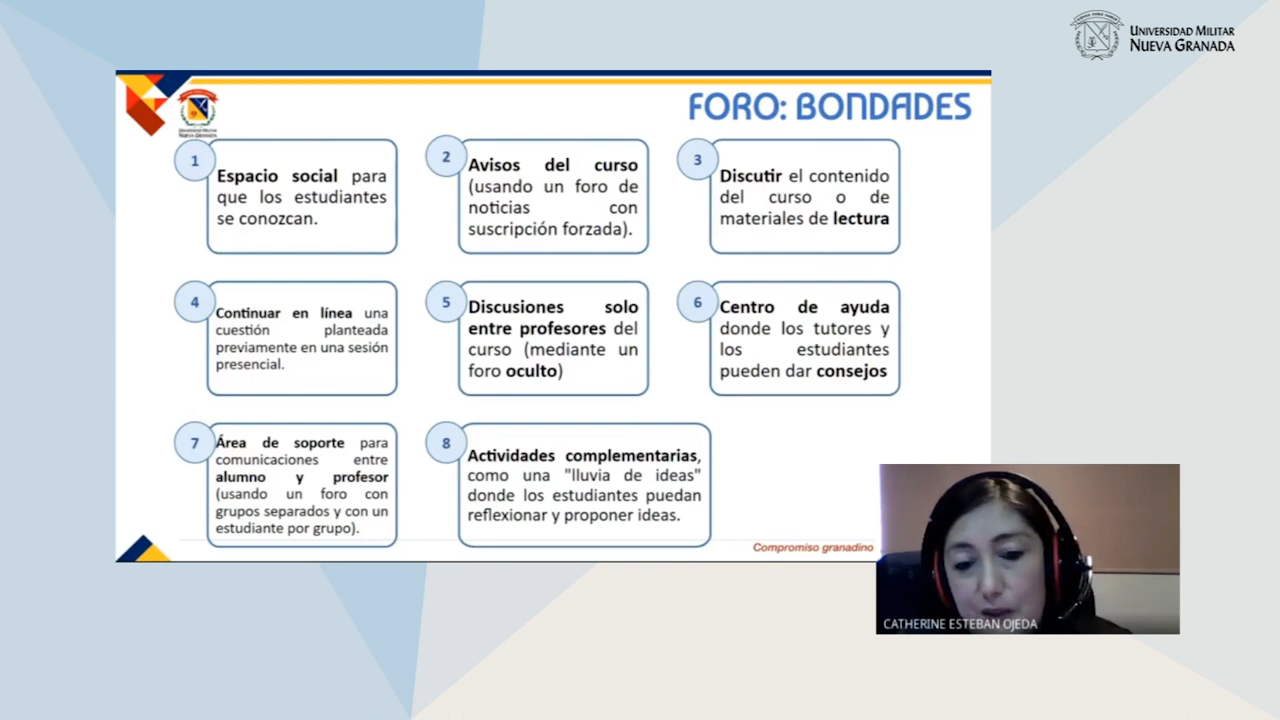 UNIVERSIDAD MILITAR
NUEVA GRANADA
Universidad Militar
NUEVA GRANADA
FORO: BONDADES
1
Espacio social para
que los estudiantes
se conozcan.
2
Avisos del curso
(usando un foro de
noticias con
suscripción forzada).
3
Discutir el contenido
del curso o de
materiales de lectura
4
Continuar en línea una
cuestión planteada
previamente en una sesión
presencial.
5
Discusiones solo
entre profesores del
curso (mediante un
foro oculto)
6
Centro de ayuda
donde los tutores y
los estudiantes
pueden dar consejos
7
Área de soporte para
comunicaciones entre
alumno y profesor
(usando un foro con
grupos separados y con un
estudiante por grupo).
8
Actividades complementarias,
como una "lluvia de ideas"
donde los estudiantes puedan
reflexionar y proponer ideas.
Compromiso granadino
CATHERINE ESTEBAN OJEDA